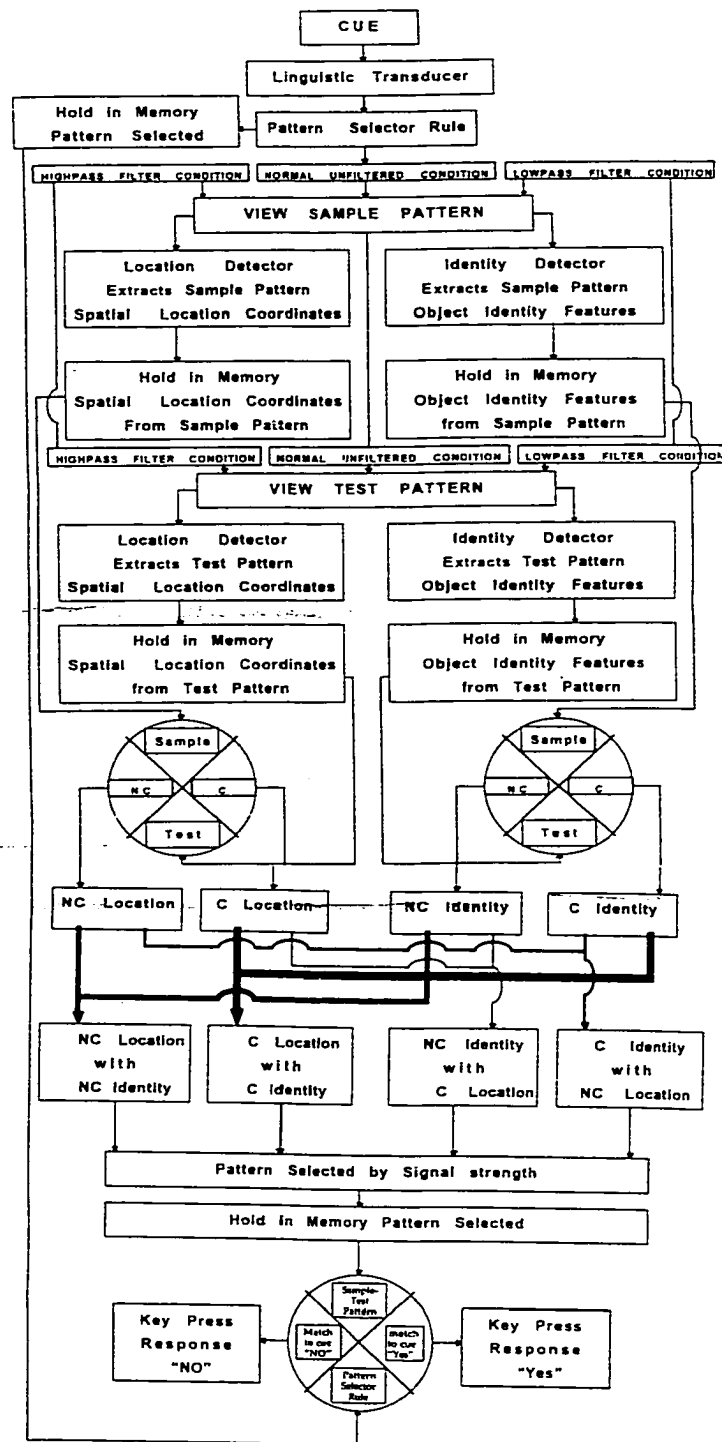 CUE
Linguistic Transducer
Hold in Memory
Pattern Selected
Pattern Selector Rule
HIGHPASS FILTER CONDITION
NORMAL UNFILTERED CONDITION
LOWPASS FILTER CONDITION
VIEW SAMPLE PATTERN
Location Detector
Extracts Sample Pattern
Spatial Location Coordinates
Identity Detector
Extracts Sample Pattern
Object Identity Features
Hold in Memory
Spatial Location Coordinates
From Sample Pattern
Hold in Memory
Object Identity Features
from Sample Pattern
HIGHPASS FILTER CONDITION
NORMAL UNFILTERED CONDITION
LOWPASS FILTER CONDITION
VIEW TEST PATTERN
Location Detector
Extracts Test Pattern
Spatial Location Coordinates
Identity Detector
Extracts Test Pattern
Object Identity Features
Hold in Memory
Spatial Location Coordinates
from Test Pattern
Hold in Memory
Object Identity Features
from Test Pattern
Sample
NC
C
Test
Sample
NC
C
Test
NC Location
C Location
NC Identity
C Identity
NC Location
with
NC Identity
C Location
with
C Identity
NC Identity
with
C Location
C Identity
with
NC Location
Pattern Selected by Signal strength
Hold in Memory Pattern Selected
Sample-
Test
Pattern
Match
to cue
"NO"
match
to cue
"Yes"
Pattern
Selector
Rule
Key Press
Response
"NO"
Key Press
Response
"Yes"